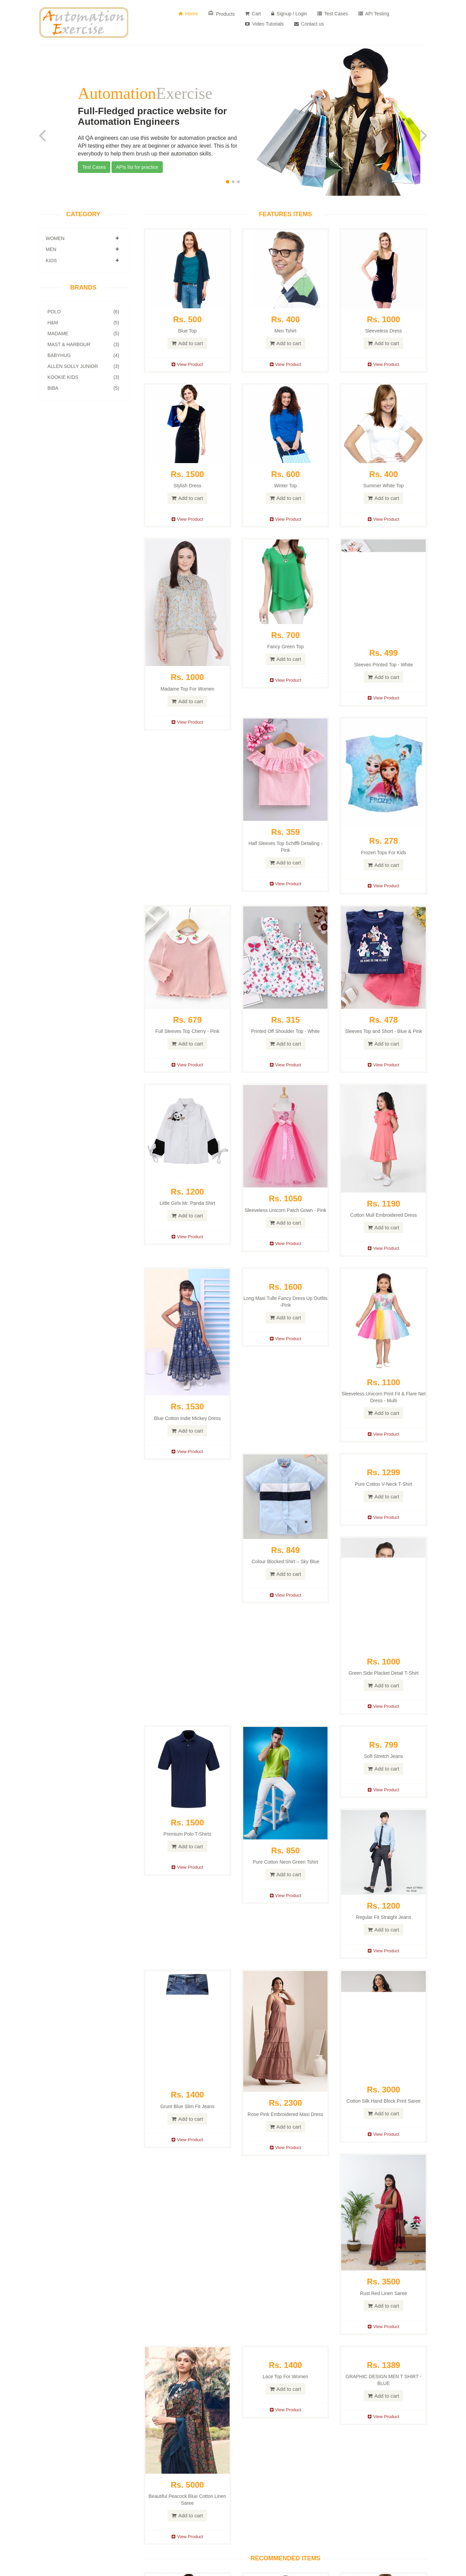 Automation
Exercise
Home
Products
Cart
Signup / Login
Test Cases
API Testing
Video Tutorials
Contact us
AutomationExercise
Full-Fledged practice website for
Automation Engineers
All QA engineers can use this website for automation practice and
API testing either they are at beginner or advance level. This is for
everybody to help them brush up their automation skills.
Test Cases
APIs list for practice
CATEGORY
WOMEN
MEN
KIDS
BRANDS
POLO (6)
H&M (5)
MADAME (5)
MAST & HARBOUR (3)
BABYHUG (4)
ALLEN SOLLY JUNIOR (3)
KOOKIE KIDS (3)
BIBA (5)
FEATURES ITEMS
Rs. 500
Blue Top
Add to cart
View Product
Rs. 400
Men Tshirt
Add to cart
View Product
Rs. 1000
Sleeveless Dress
Add to cart
View Product
Rs. 1500
Stylish Dress
Add to cart
View Product
Rs. 600
Winter Top
Add to cart
View Product
Rs. 400
Summer White Top
Add to cart
View Product
Rs. 1000
Madame Top For Women
Add to cart
View Product
Rs. 700
Fancy Green Top
Add to cart
View Product
Rs. 499
Sleeves Printed Top - White
Add to cart
View Product
Rs. 359
Half Sleeves Top Schiffli Detailing -
Pink
Add to cart
View Product
FROZEN
Rs. 278
Frozen Tops For Kids
Add to cart
View Product
Rs. 679
Full Sleeves Top Cherry - Pink
Add to cart
View Product
Rs. 315
Printed Off Shoulder Top - White
Add to cart
View Product
Rs. 478
Sleeves Top and Short - Blue & Pink
Add to cart
View Product
Rs. 1200
Little Girls Mr. Panda Shirt
Add to cart
View Product
Rs. 1050
Sleeveless Unicorn Patch Gown - Pink
Add to cart
View Product
Rs. 1190
Cotton Mull Embroidered Dress
Add to cart
View Product
Rs. 1530
Blue Cotton Indie Mickey Dress
Add to cart
View Product
Rs. 1600
Long Maxi Tulle Fancy Dress Up Outfits
-Pink
Add to cart
View Product
Rs. 1100
Sleeveless Unicorn Print Fit & Flare Net
Dress - Multi
Add to cart
View Product
Rs. 849
Colour Blocked Shirt – Sky Blue
Add to cart
View Product
Rs. 1299
Pure Cotton V-Neck T-Shirt
Add to cart
View Product
Rs. 1000
Green Side Placket Detail T-Shirt
Add to cart
View Product
Rs. 1500
Premium Polo T-Shirts
Add to cart
View Product
Rs. 850
Pure Cotton Neon Green Tshirt
Add to cart
View Product
Rs. 799
Soft Stretch Jeans
Add to cart
View Product
Rs. 1200
Regular Fit Straight Jeans
Add to cart
View Product
Rs. 1400
Grunt Blue Slim Fit Jeans
Add to cart
View Product
Rs. 2300
Rose Pink Embroidered Maxi Dress
Add to cart
View Product
Rs. 3000
Cotton Silk Hand Block Print Saree
Add to cart
View Product
Rs. 3500
Rust Red Linen Saree
Add to cart
View Product
Rs. 5000
Beautiful Peacock Blue Cotton Linen
Saree
Add to cart
View Product
Rs. 1400
Lace Top For Women
Add to cart
View Product
Rs. 1389
GRAPHIC DESIGN MEN T SHIRT -
BLUE
Add to cart
View Product
RECOMMENDED ITEMS